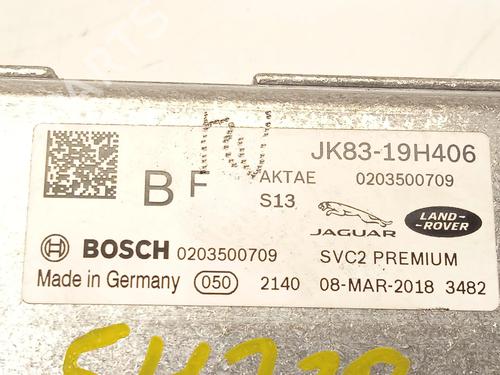 JK83-19H406
B F AKTAE 0203500709
S13
JAGUAR LAND- ROVER
BOSCH 0203500709 SVC2 PREMIUM
Made in Germany 050 2140 08-MAR-2018 3482